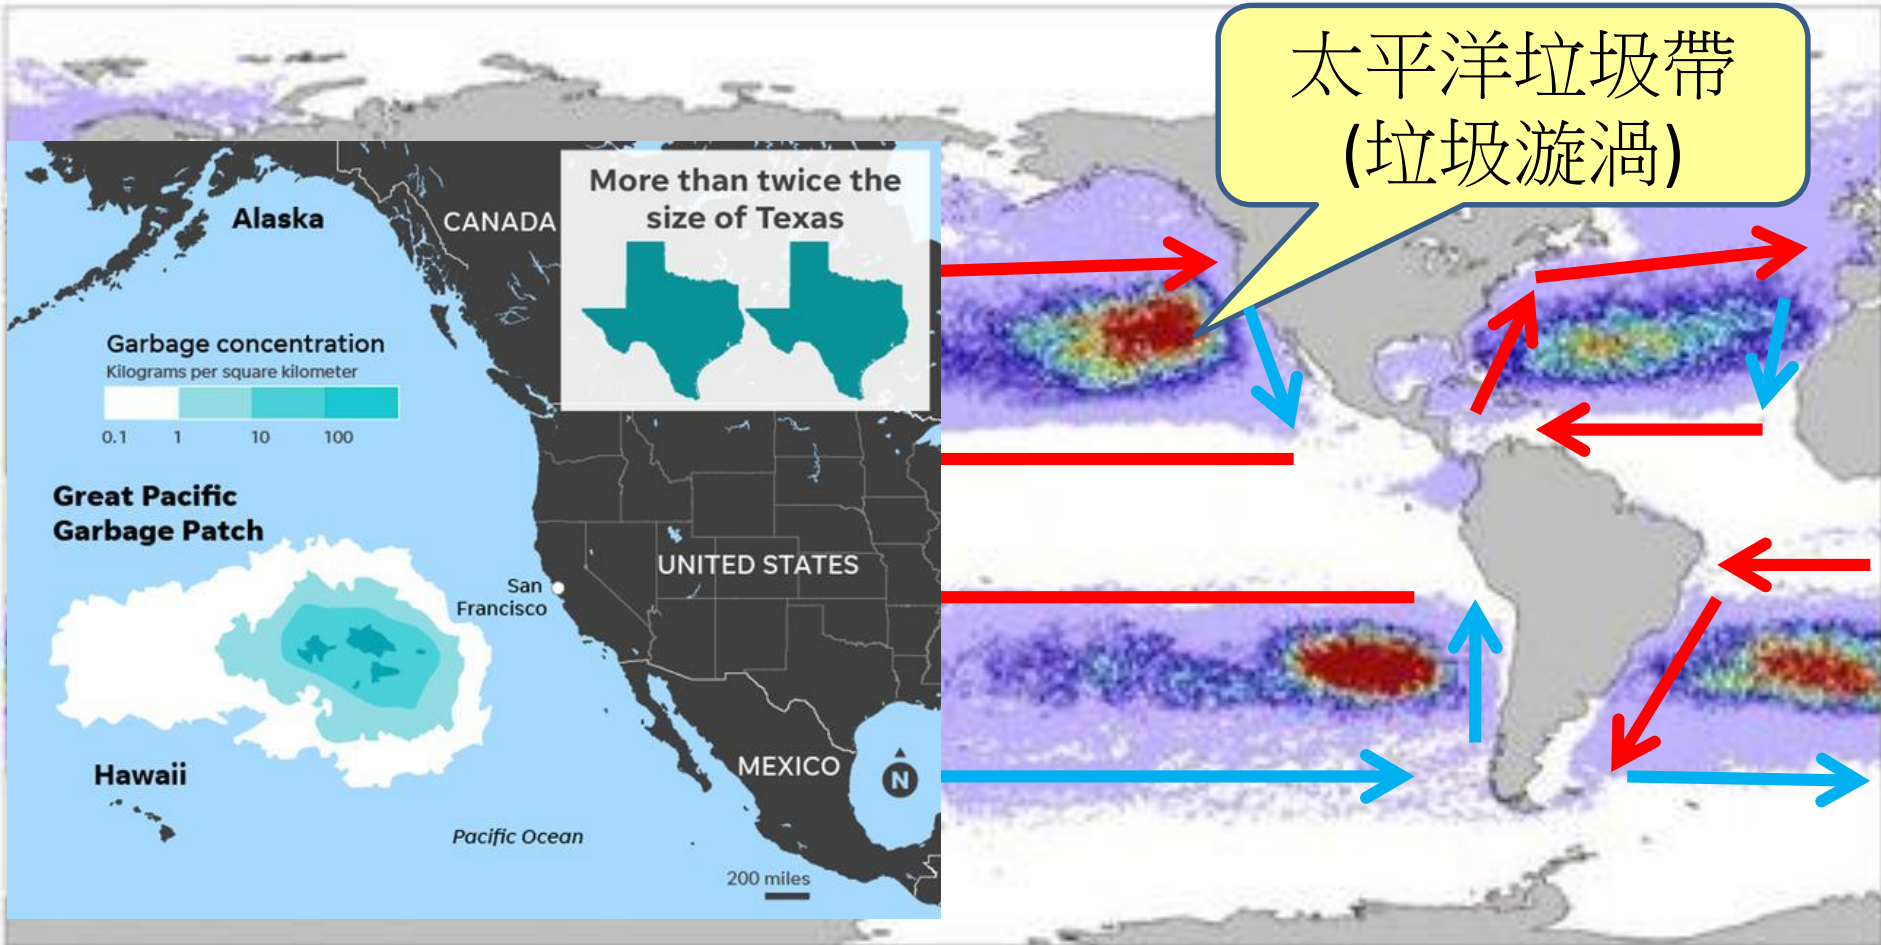 太平洋垃圾帶
(垃圾漩渦)
More than twice the
size of Texas
Alaska
CANADA
Garbage concentration
Kilograms per square kilometer
0.1 1 10 100
Great Pacific
Garbage Patch
San
Francisco
UNITED STATES
Hawaii
MEXICO
N
Pacific Ocean
200 miles